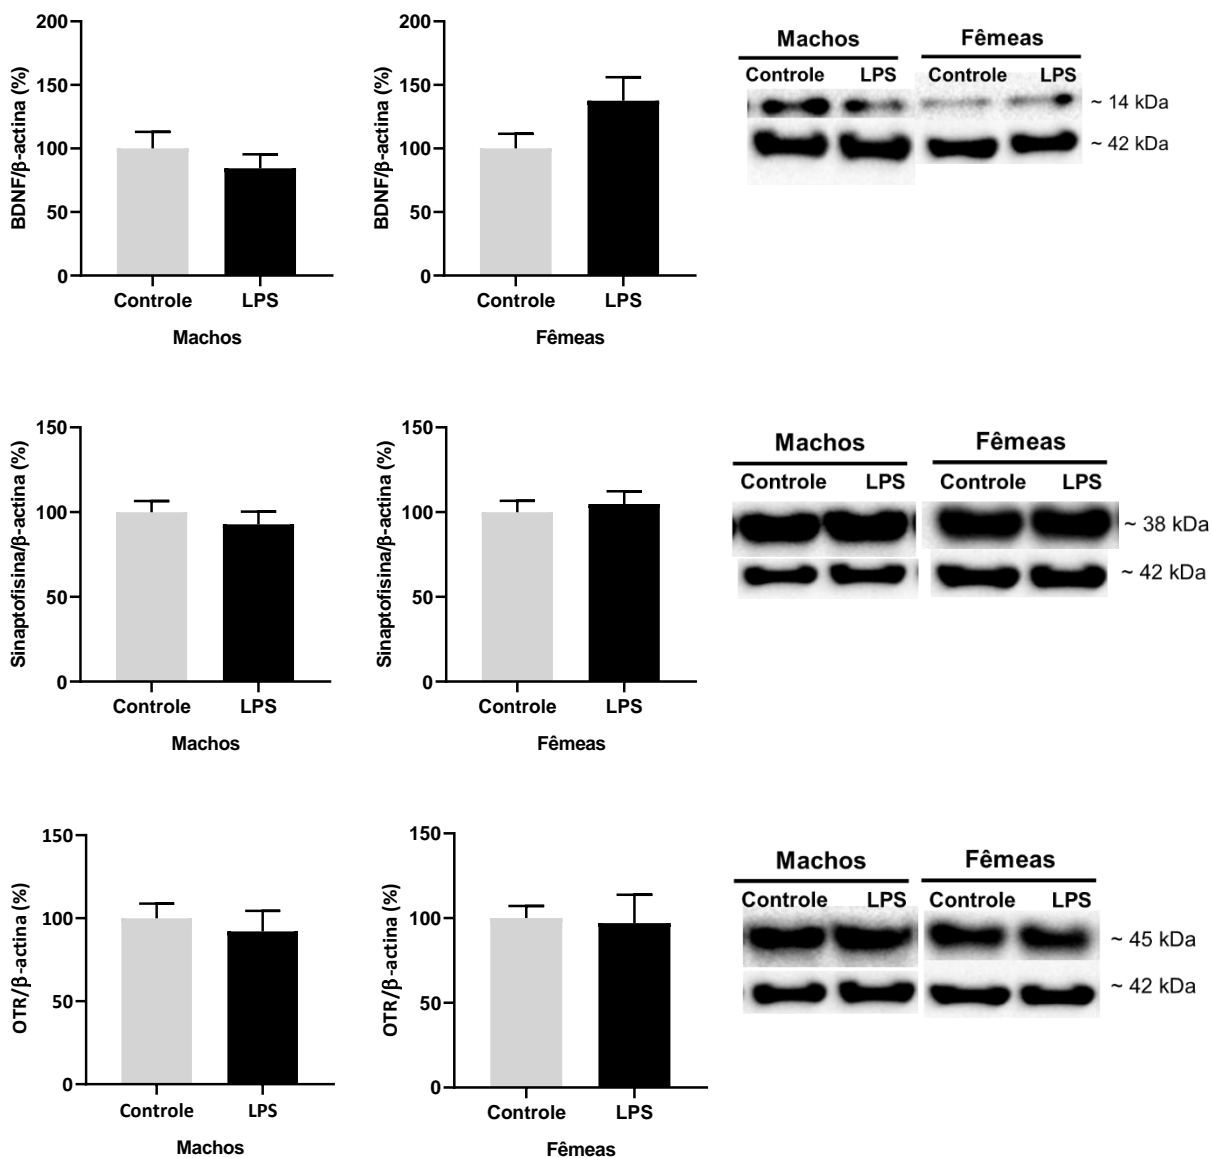 BDNF/β-actina (%)
200
150
100
50
0
Controle LPS
Machos
BDNF/β-actina (%)
200
150
100
50
0
Controle LPS
Fêmeas
Machos Fêmeas
Controle LPS Controle LPS
~ 14 kDa
~ 42 kDa
Sinaptofisina/β-actina (%)
150
100
50
0
Controle LPS
Machos
Sinaptofisina/β-actina (%)
150
100
50
0
Controle LPS
Fêmeas
Machos Fêmeas
Controle LPS Controle LPS
~ 38 kDa
~ 42 kDa
OTR/β-actina (%)
150
100
50
0
Controle LPS
Machos
OTR/β-actina (%)
150
100
50
0
Controle LPS
Fêmeas
Machos Fêmeas
Controle LPS Controle LPS
~ 45 kDa
~ 42 kDa